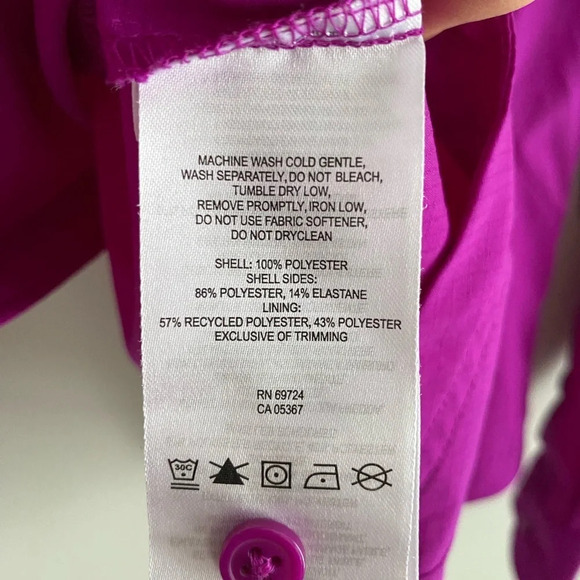 MACHINE WASH COLD GENTLE,
WASH SEPARATELY, DO NOT BLEACH,
TUMBLE DRY LOW,
REMOVE PROMPTLY, IRON LOW,
DO NOT USE FABRIC SOFTENER,
DO NOT DRYCLEAN
SHELL: 100% POLYESTER
SHELL SIDES:
86% POLYESTER, 14% ELASTANE
LINING:
57% RECYCLED POLYESTER, 43% POLYESTER
EXCLUSIVE OF TRIMMING
RN 69724
CA 05367
30C